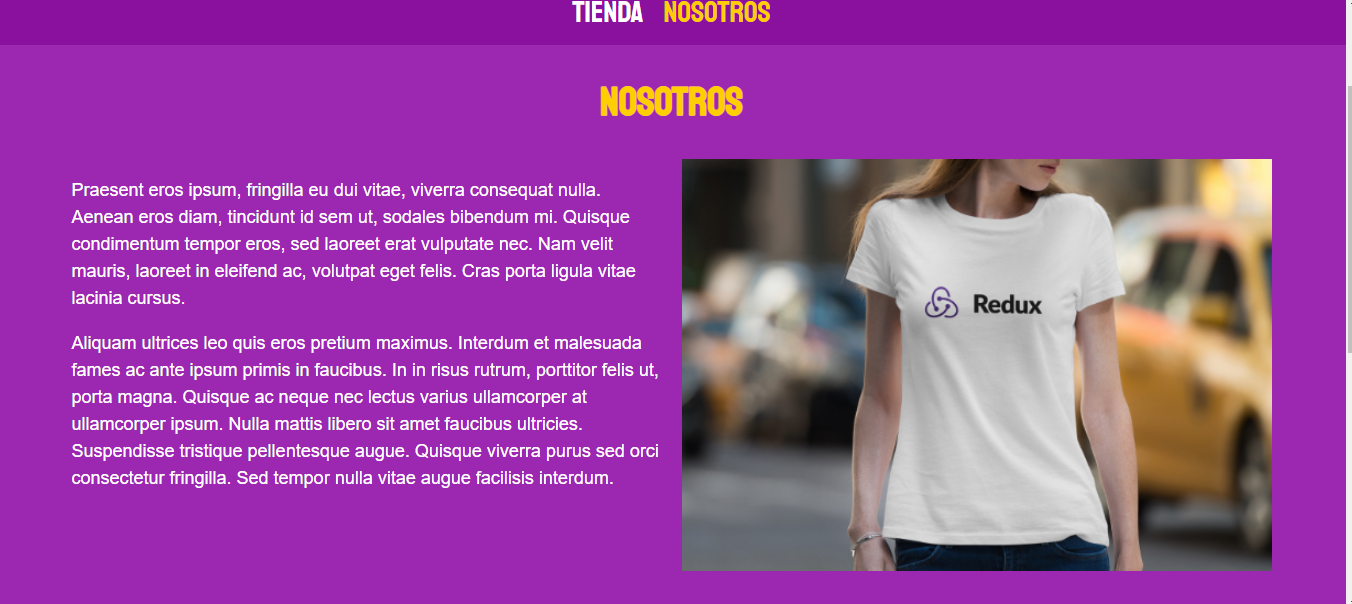 TIENDA NOSOTROS
NOSOTROS
Praesent eros ipsum, fringilla eu dui vitae, viverra consequat nulla.
Aenean eros diam, tincidunt id sem ut, sodales bibendum mi. Quisque
condimentum tempor eros, sed laoreet erat vulputate nec. Nam velit
mauris, laoreet in eleifend ac, volutpat eget felis. Cras porta ligula vitae
lacinia cursus.
Aliquam ultrices leo quis eros pretium maximus. Interdum et malesuada
fames ac ante ipsum primis in faucibus. In in risus rutrum, porttitor felis ut,
porta magna. Quisque ac neque nec lectus varius ullamcorper at
ullamcorper ipsum. Nulla mattis libero sit amet faucibus ultricies.
Suspendisse tristique pellentesque augue. Quisque viverra purus sed orci
consectetur fringilla. Sed tempor nulla vitae augue facilisis interdum.
Redux